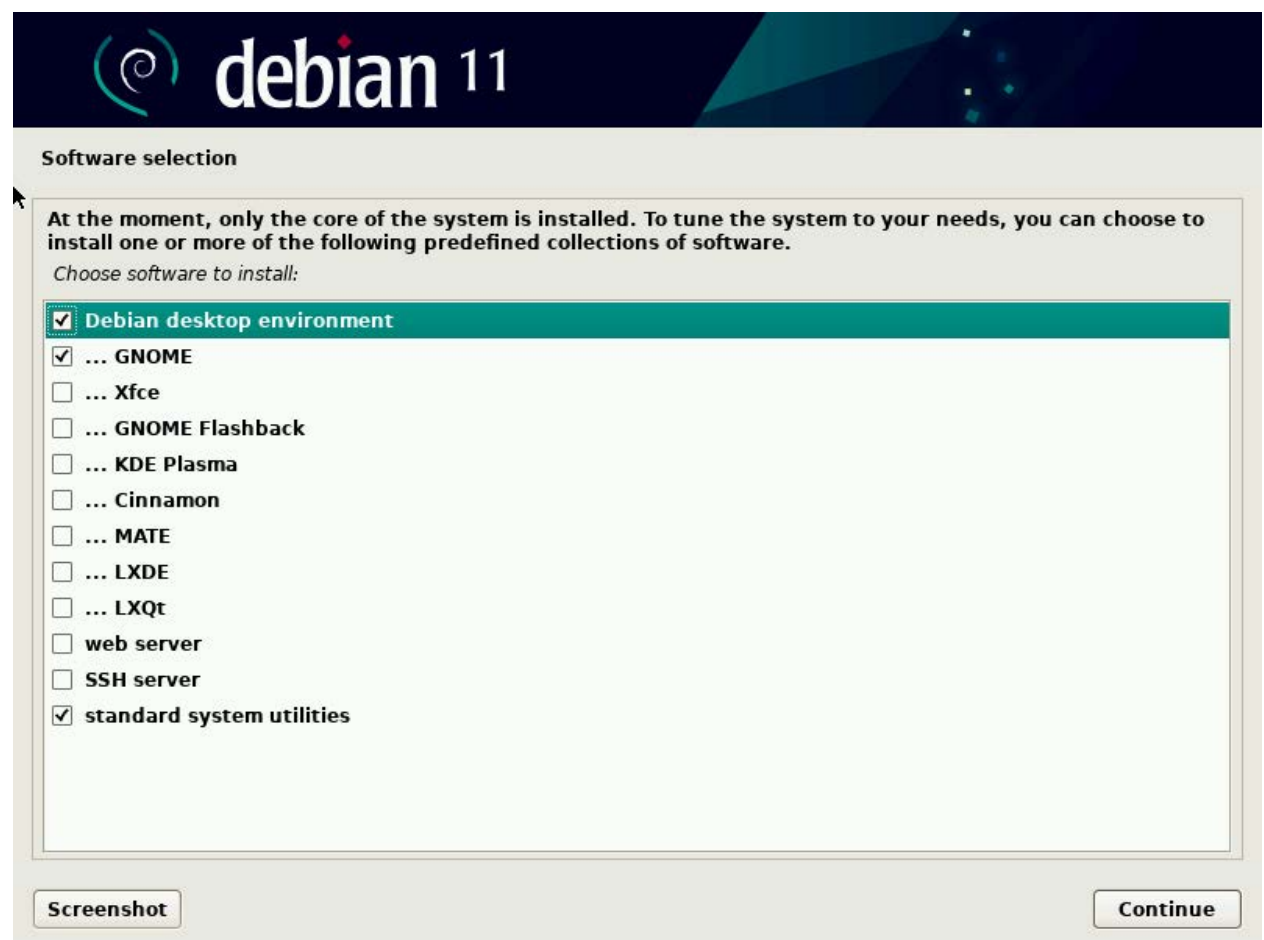 debian 11
Software selection
At the moment, only the core of the system is installed. To tune the system to your needs, you can choose to
install one or more of the following predefined collections of software.
Choose software to install:
Debian desktop environment
... GNOME
... Xfce
... GNOME Flashback
... KDE Plasma
... Cinnamon
... MATE
... LXDE
... LXQt
web server
SSH server
standard system utilities
Screenshot
Continue